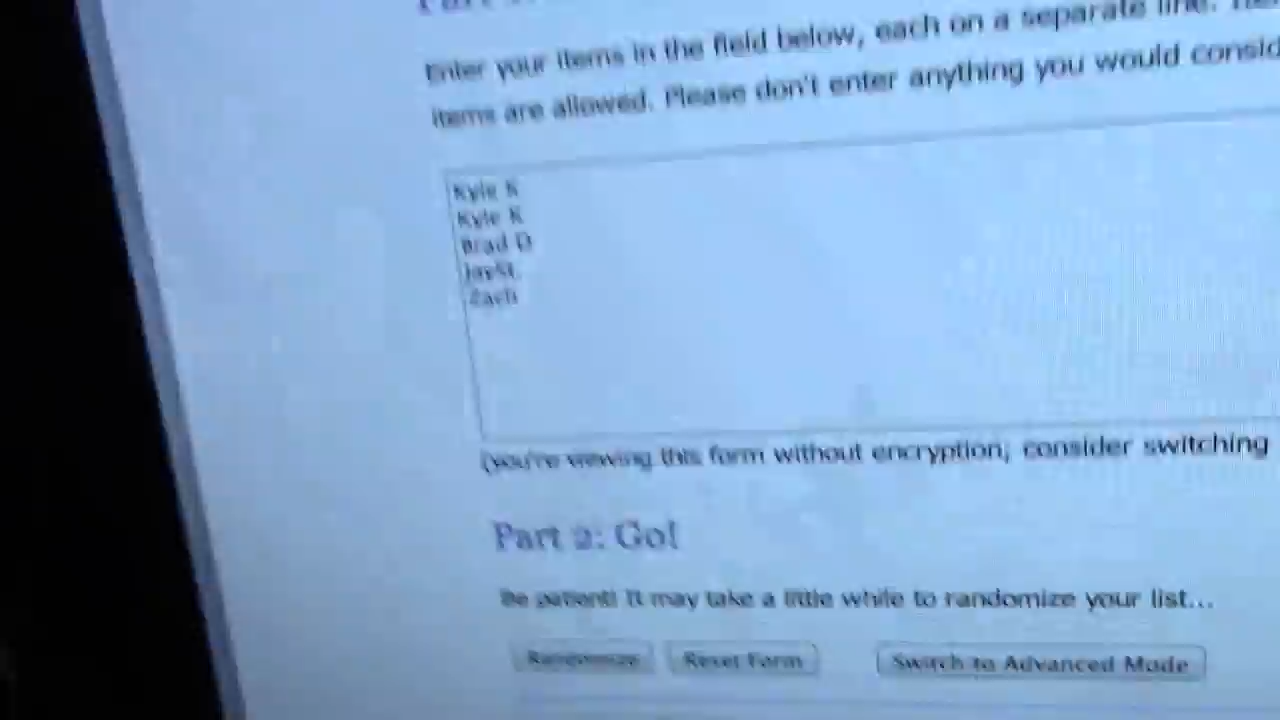 Enter your items in the field below, each on a separate line.
items are allowed. Please don't enter anything you would consid
Kyle K
Kyle K
Brad D
JaySt.
Zach
(you're viewing this form without encryption; consider switching
Part 2: Go!
Be patient! It may take a little while to randomize your list...
Randomize Reset Form Switch to Advanced Mode